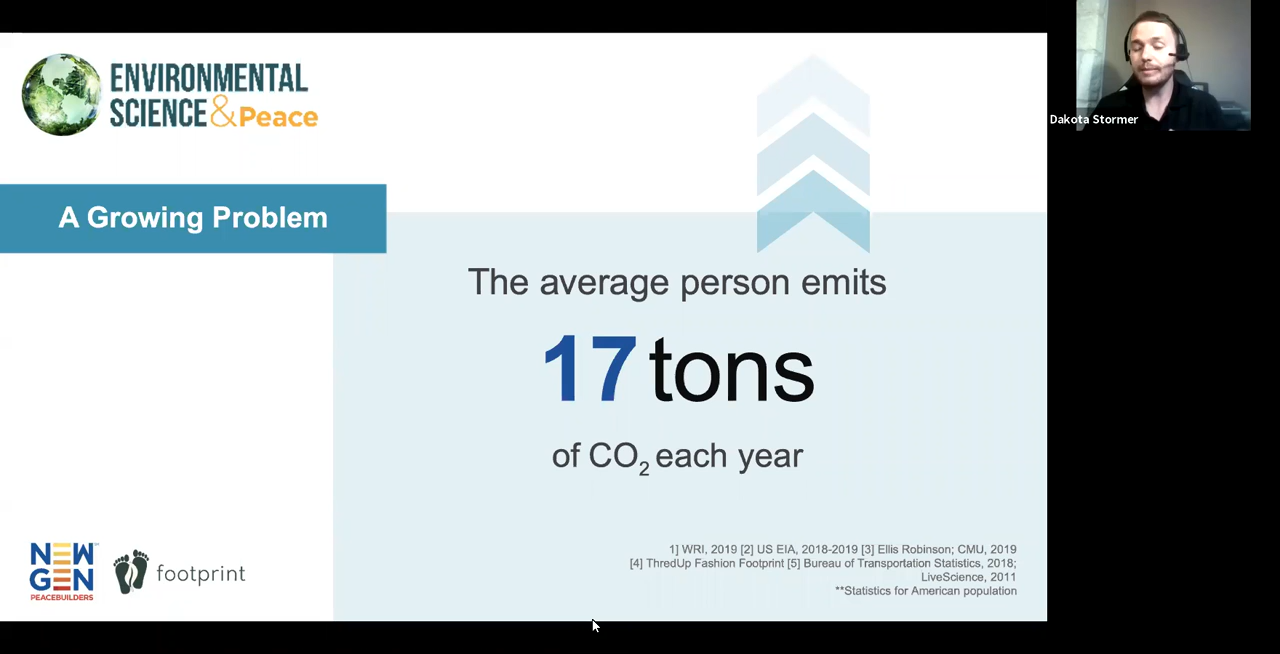 ENVIRONMENTAL
SCIENCE&Peace
Dakota Stormer
A Growing Problem
The average person emits
17 tons
of CO₂ each year
1] WRI, 2019 [2] US EIA, 2018-2019 [3] Ellis Robinson; CMU, 2019
[4] ThredUp Fashion Footprint [5] Bureau of Transportation Statistics, 2018;
LiveScience, 2011
**Statistics for American population
NEW
GEN
PEACEBUILDERS
footprint